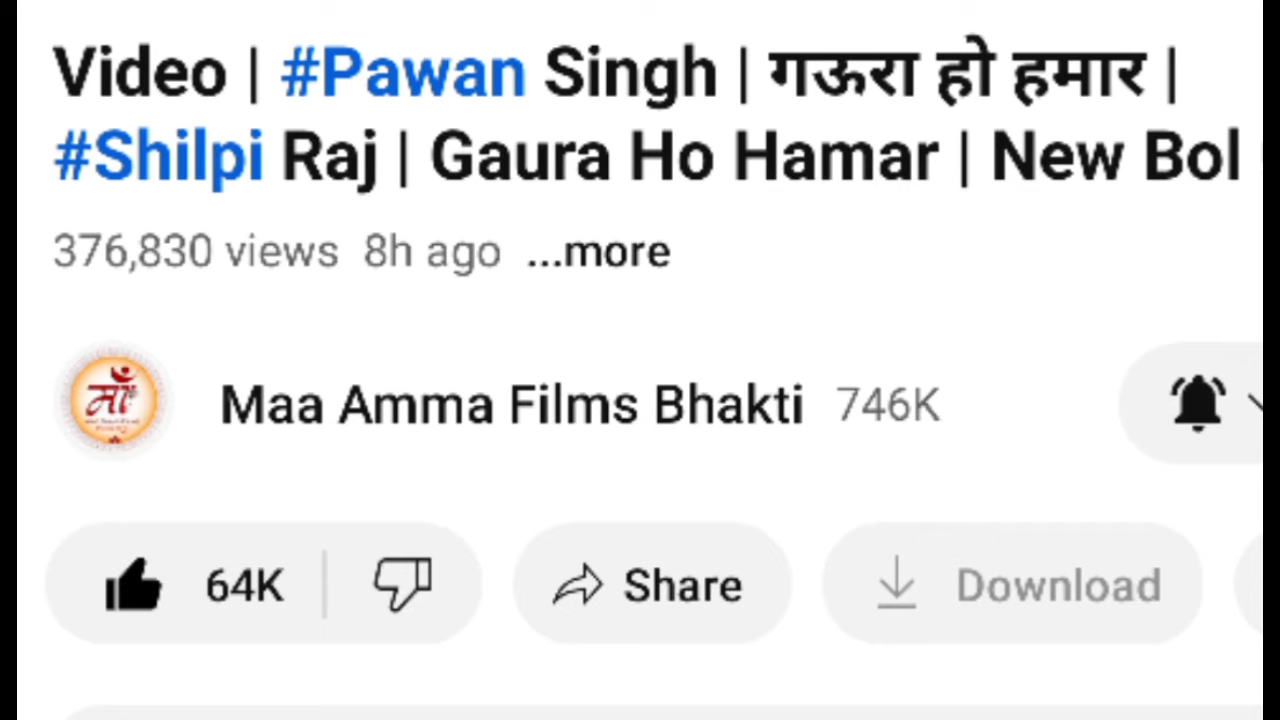 Video | #Pawan Singh | गऊरा हो हमार |
#Shilpi Raj | Gaura Ho Hamar | New Bol
376,830 views 8h ago ...more
माँ
Maa Amma Films Bhakti 746K
64K Share Download